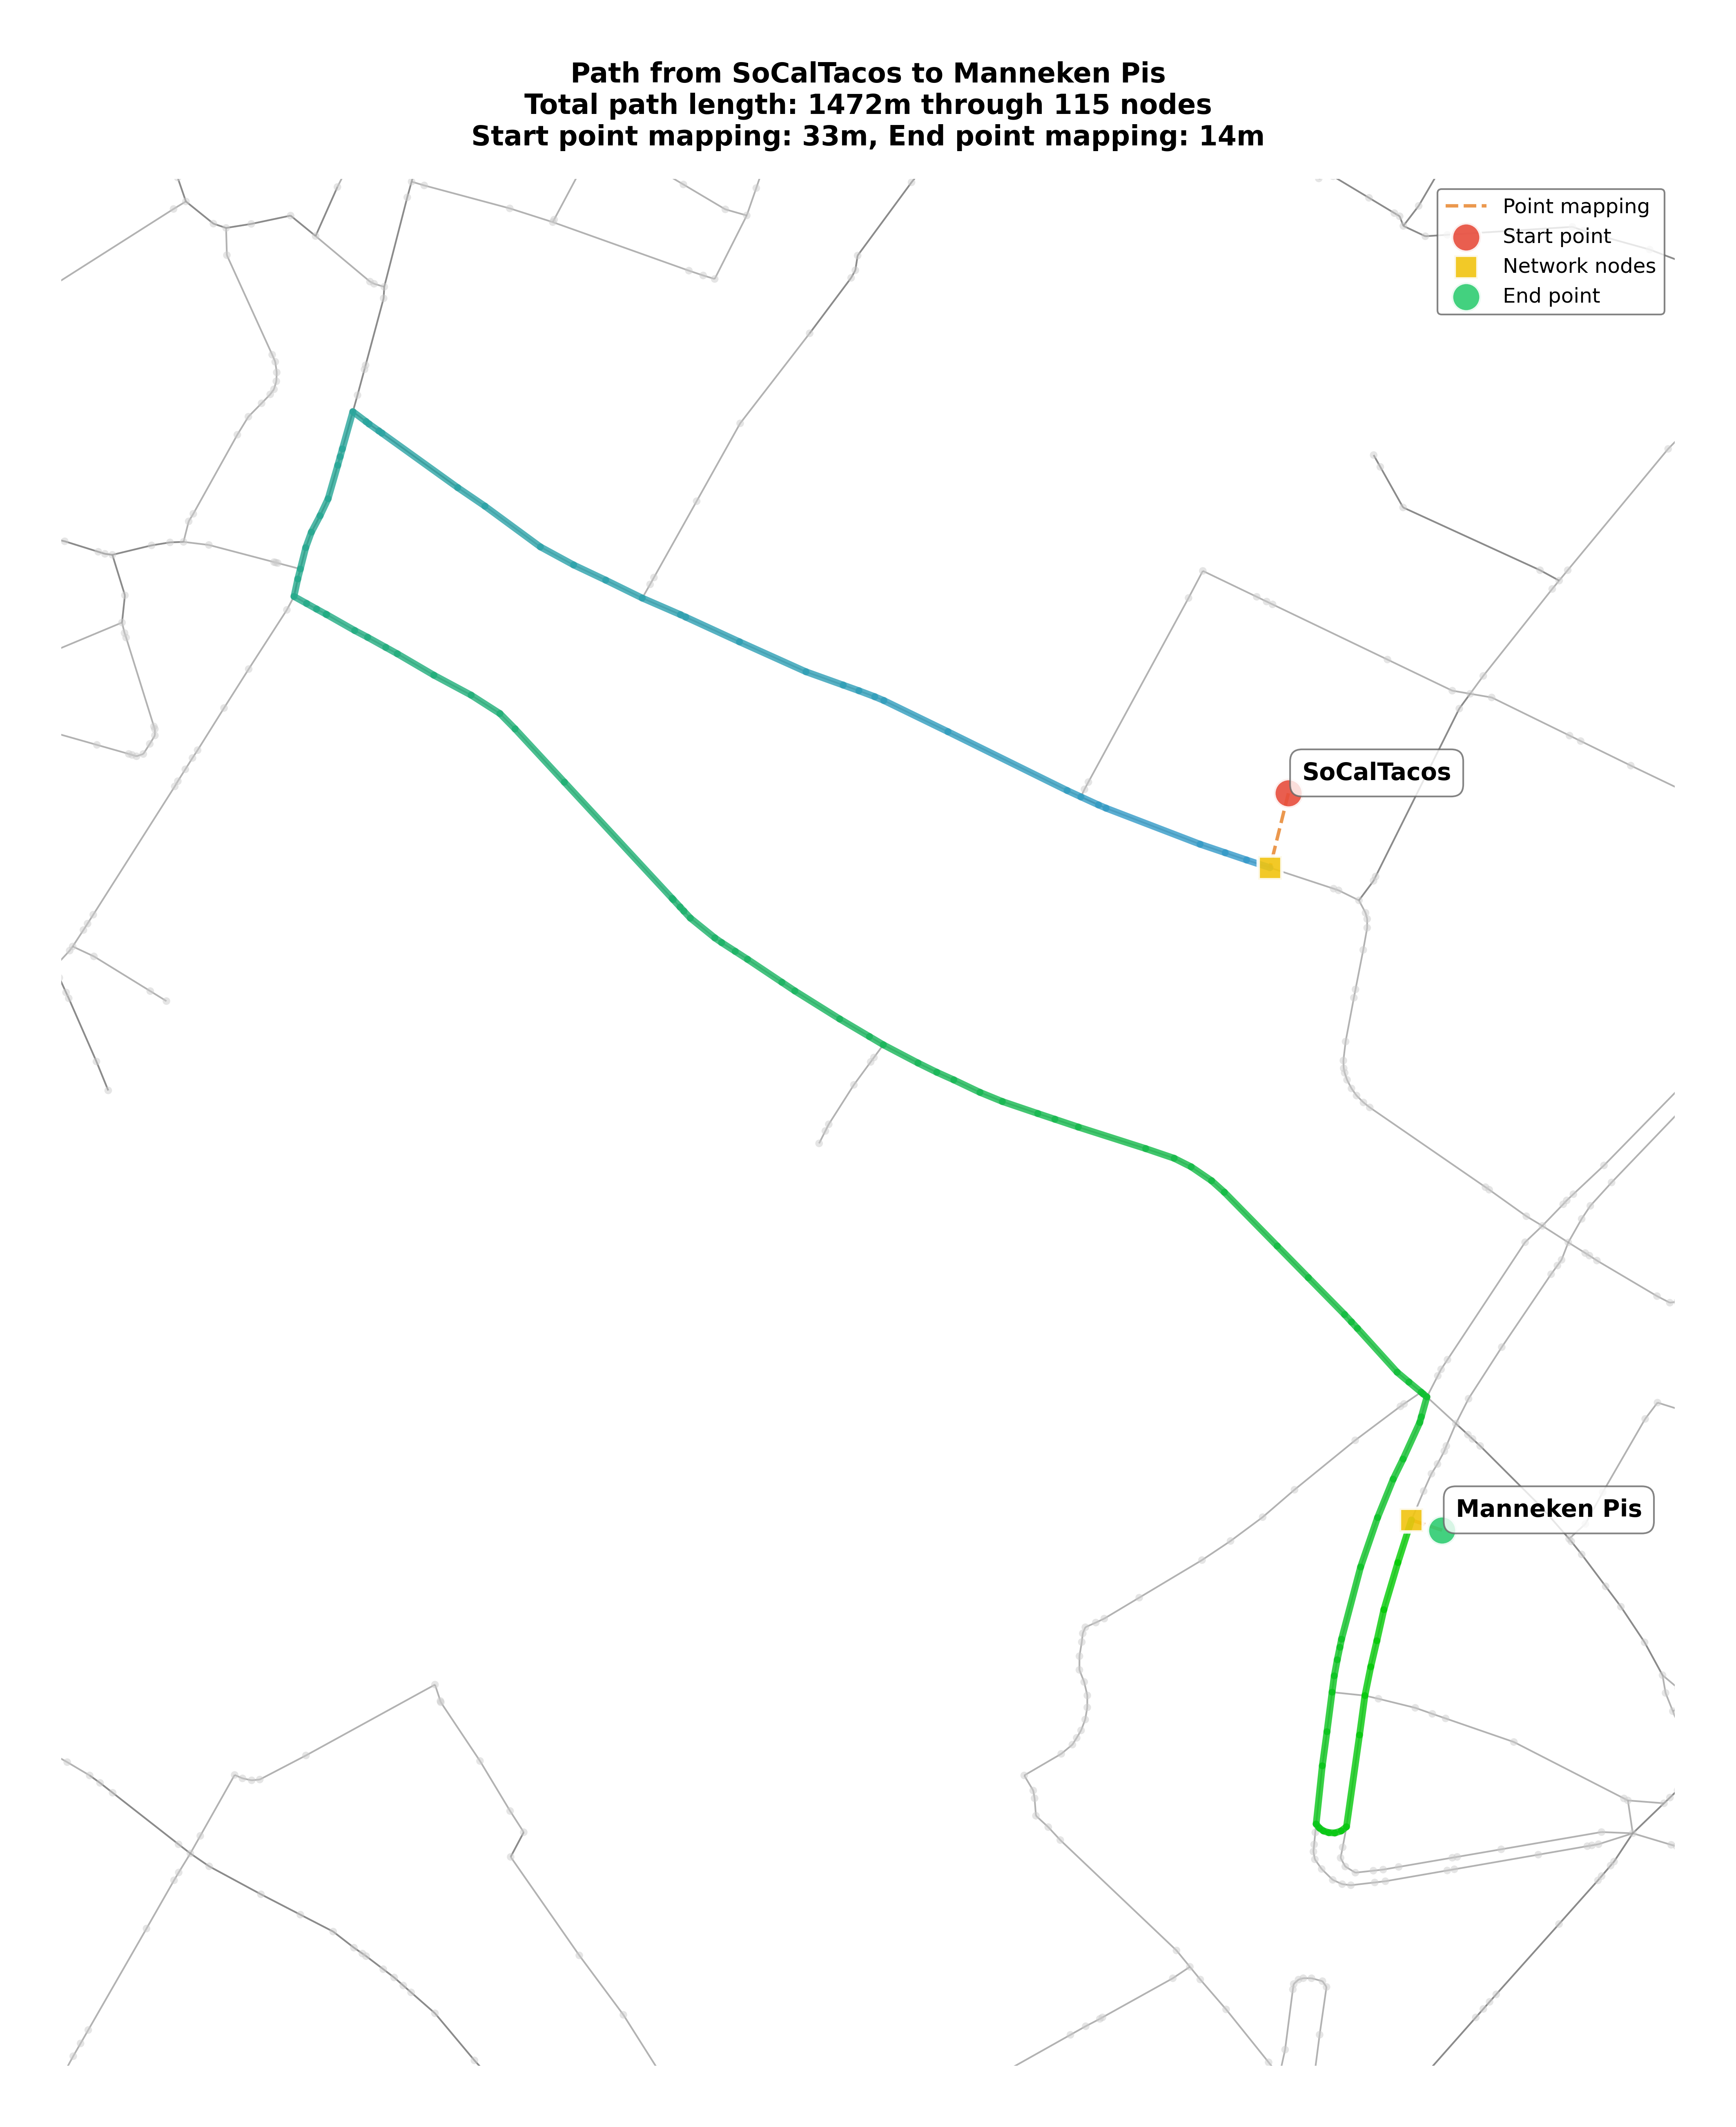 Path from SoCalTacos to Manneken Pis
Total path length: 1472m through 115 nodes
Start point mapping: 33m, End point mapping: 14m
Point mapping
Start point
Network nodes
End point
SoCalTacos
Manneken Pis